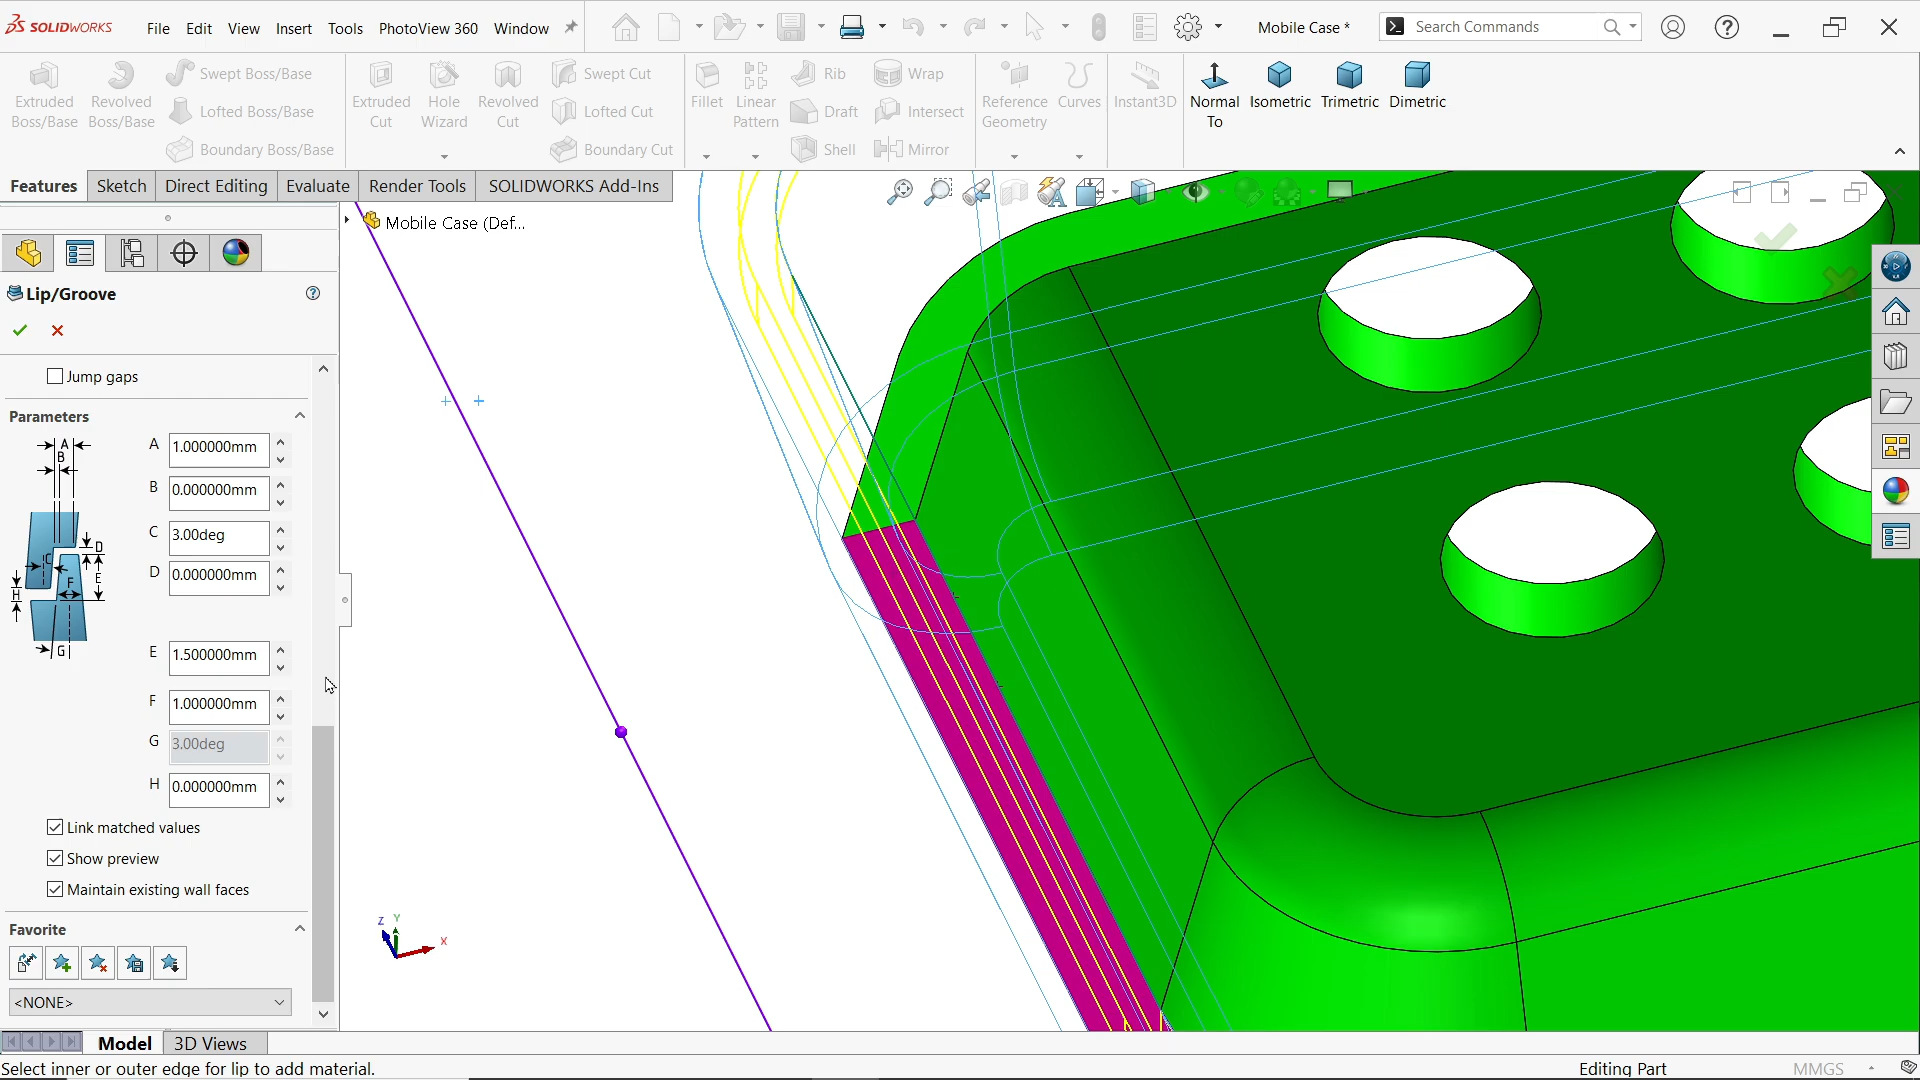 SOLIDWORKS File Edit View Insert Tools PhotoView 360 Window Mobile Case * Search Commands
Extruded Boss/Base
Revolved Boss/Base
Swept Boss/Base
Lofted Boss/Base
Boundary Boss/Base
Extruded Cut
Hole Wizard
Revolved Cut
Swept Cut
Lofted Cut
Boundary Cut
Fillet
Linear Pattern
Rib
Draft
Shell
Wrap
Intersect
Mirror
Reference Geometry
Curves
Instant3D
Normal To
Isometric
Trimetric
Dimetric
Features Sketch Direct Editing Evaluate Render Tools SOLIDWORKS Add-Ins
Mobile Case (Def...
Lip/Groove
Jump gaps
Parameters
A 1.000000mm
B 0.000000mm
C 3.00deg
D 0.000000mm
E 1.500000mm
F 1.000000mm
G 3.00deg
H 0.000000mm
A
B
C
D
E
F
H
G
Link matched values
Show preview
Maintain existing wall faces
Favorite
<NONE>
Z Y X
Model 3D Views
Select inner or outer edge for lip to add material. Editing Part MMGS